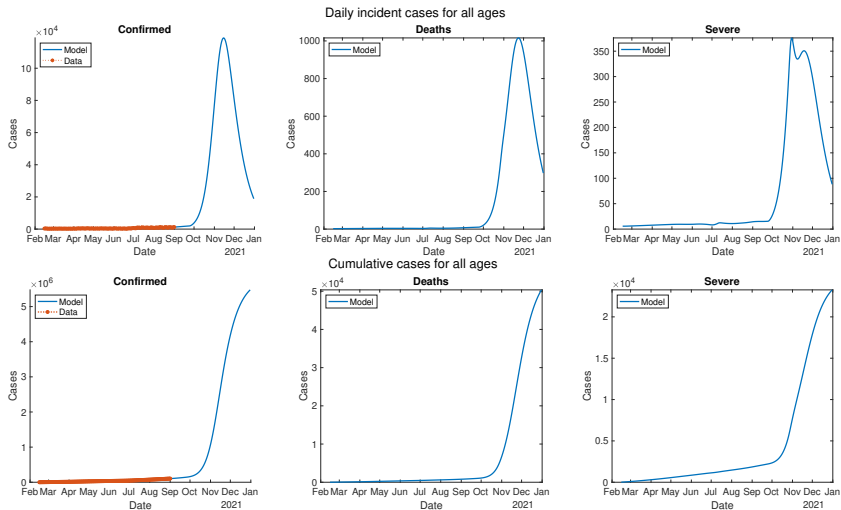 Daily incident cases for all ages
Confirmed
Deaths
Severe
×10^4
Model
Data
Model
Model
Cases
0
2
4
6
8
10
Cases
0
200
400
600
800
1000
Cases
0
50
100
150
200
250
300
350
Feb Mar Apr May Jun Jul Aug Sep Oct Nov Dec Jan
Feb Mar Apr May Jun Jul Aug Sep Oct Nov Dec Jan
Feb Mar Apr May Jun Jul Aug Sep Oct Nov Dec Jan
Date 2021
Date 2021
Date 2021
Cumulative cases for all ages
Confirmed
Deaths
Severe
×10^6
×10^4
×10^4
Model
Data
Model
Model
Cases
0
1
2
3
4
5
Cases
0
1
2
3
4
5
Cases
0
0.5
1
1.5
2
Feb Mar Apr May Jun Jul Aug Sep Oct Nov Dec Jan
Feb Mar Apr May Jun Jul Aug Sep Oct Nov Dec Jan
Feb Mar Apr May Jun Jul Aug Sep Oct Nov Dec Jan
Date 2021
Date 2021
Date 2021